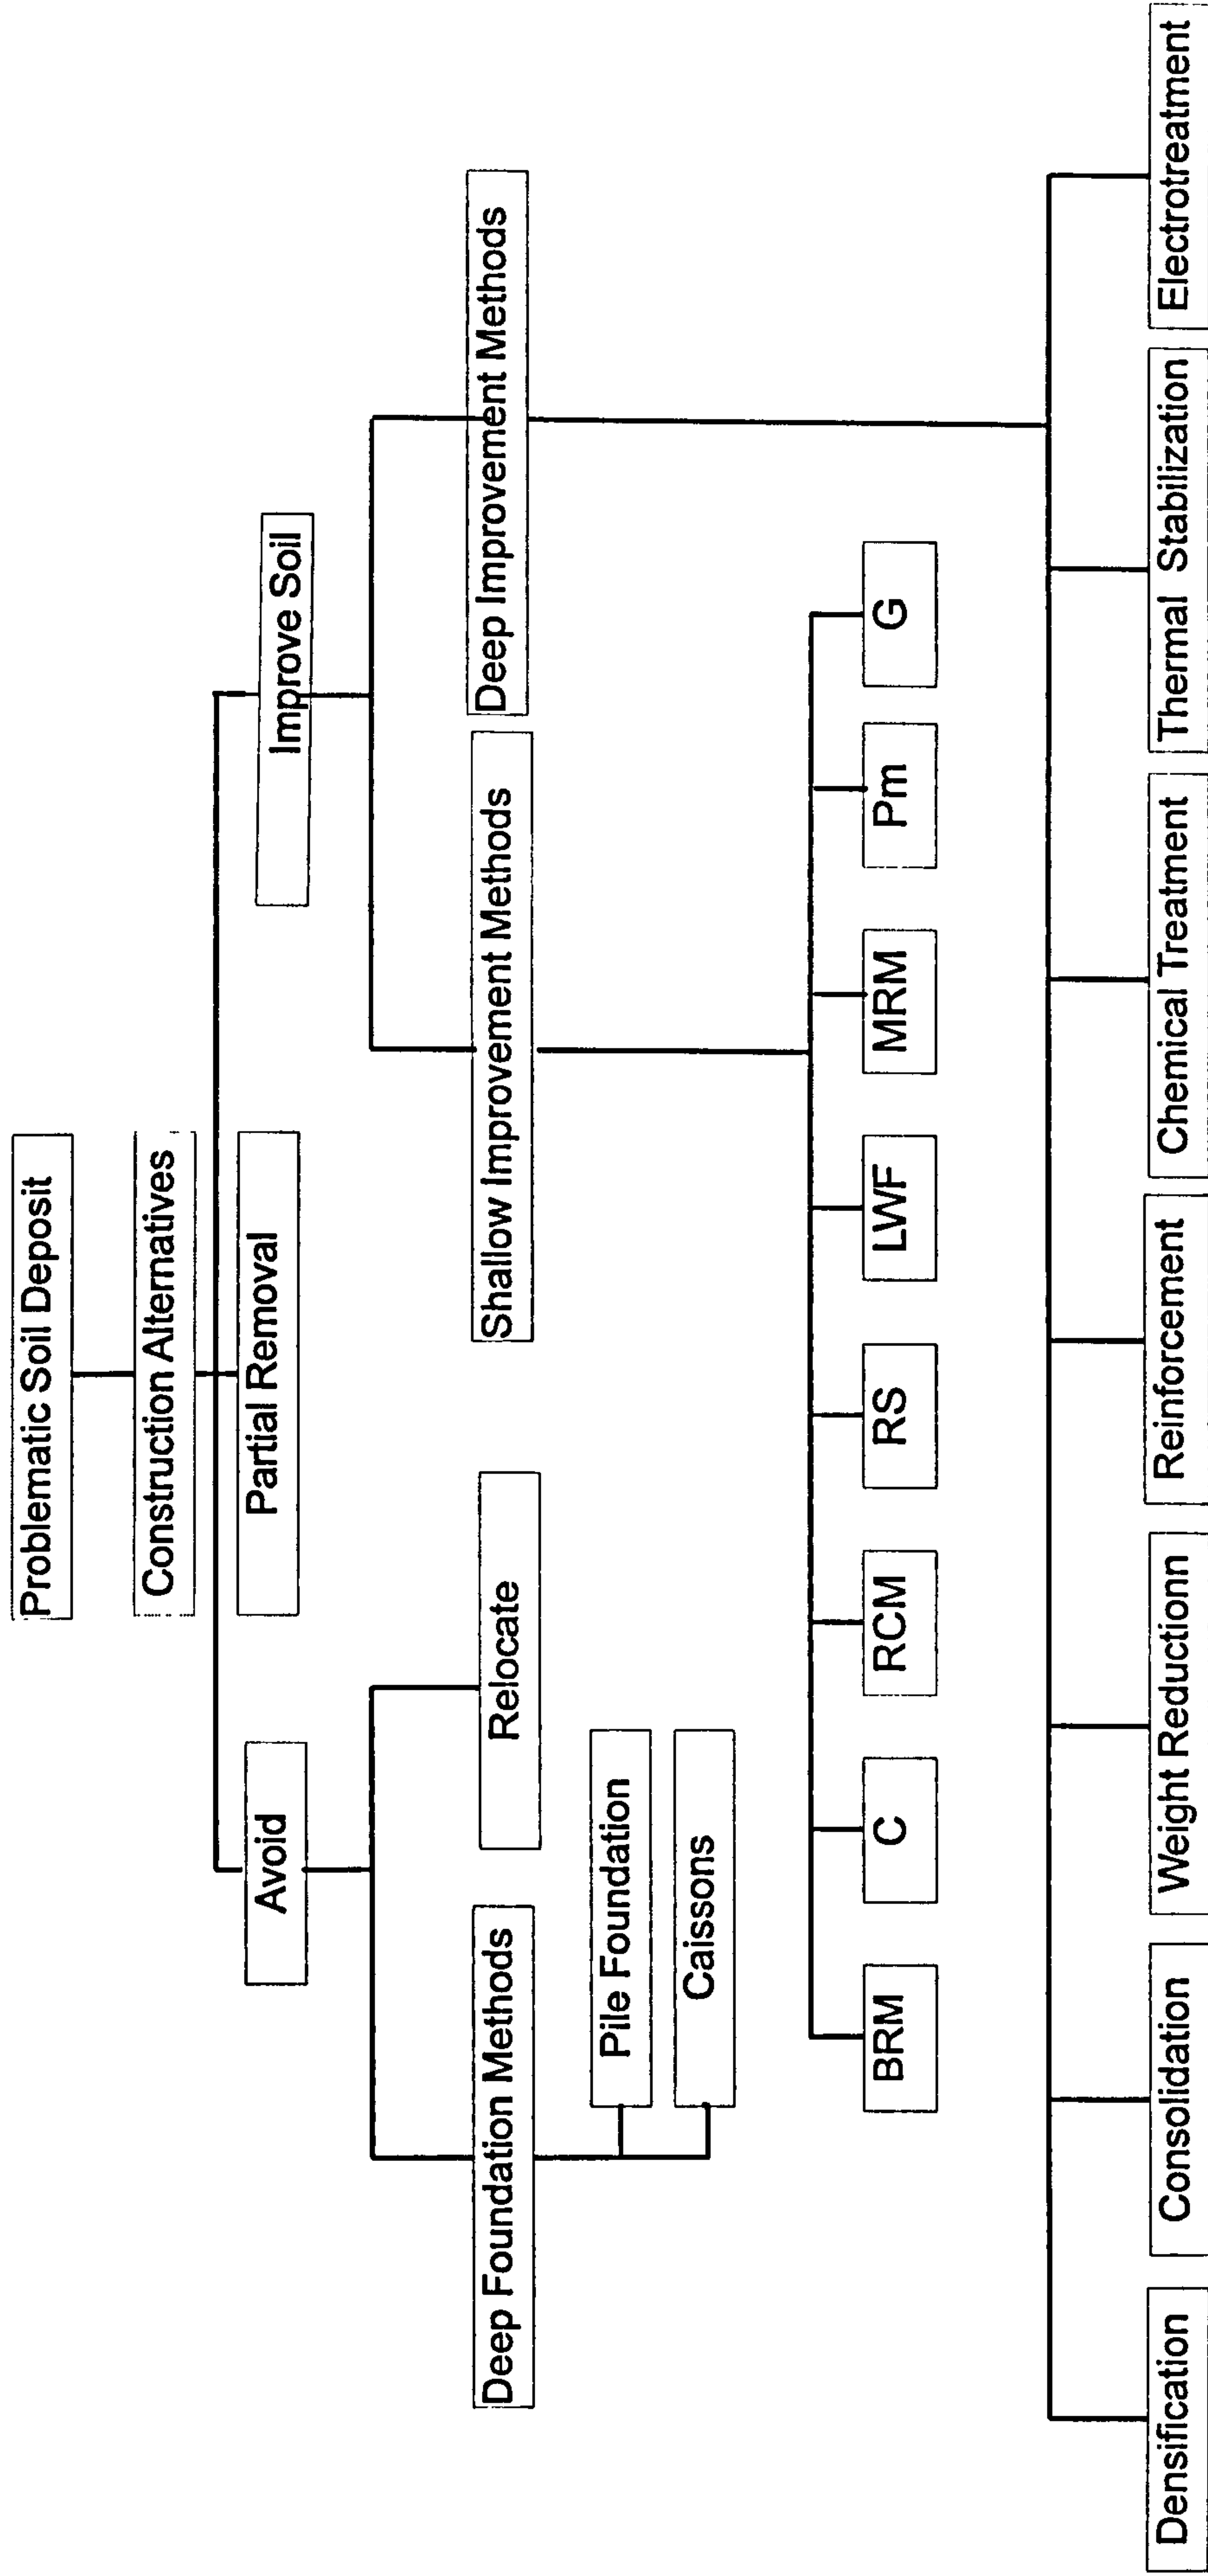 Problematic Soil Deposit
Construction Alternatives
Avoid
Partial Removal
Improve Soil
Deep Foundation Methods
Relocate
Shallow Improvement Methods
Deep Improvement Methods
Pile Foundation
Caissons
BRM
C
RCM
RS
LWF
MRM
Pm
G
Densification
Consolidation
Weight Reductionn
Reinforcement
Chemical Treatment
Thermal Stabilization
Electrotreatment